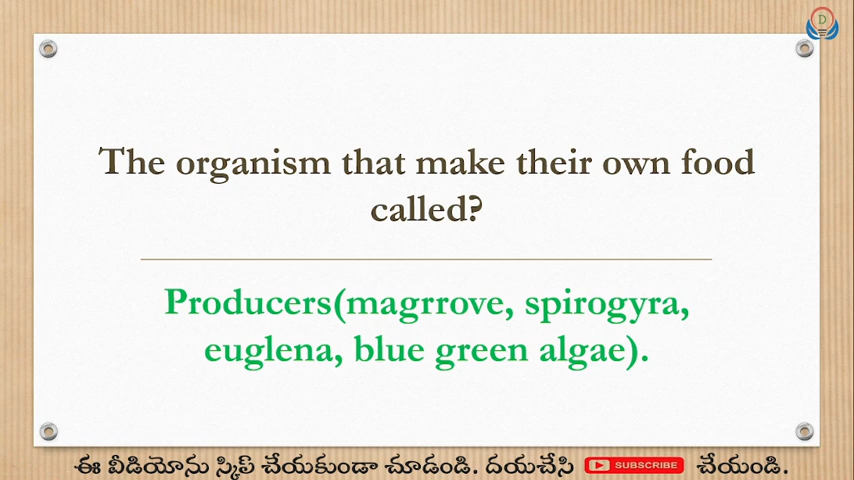 D
The organism that make their own food
called?
Producers(magrrove, spirogyra,
euglena, blue green algae).
ఈ వీడియోను స్కిప్ చేయకుండా చూడండి. దయచేసి SUBSCRIBE చేయండి.